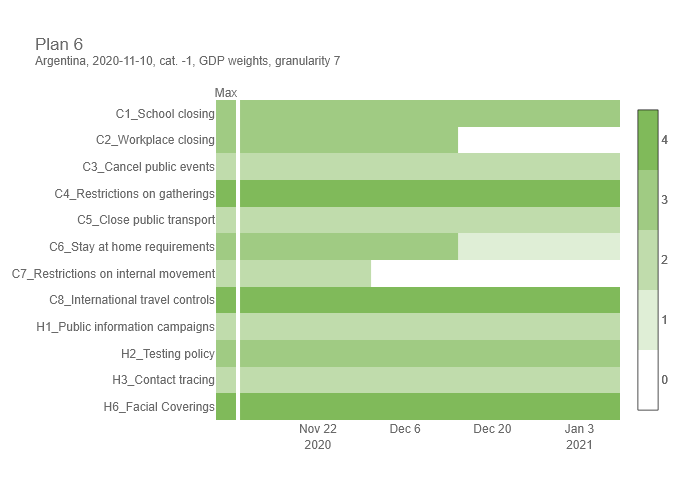 Plan 6
Argentina, 2020-11-10, cat. -1, GDP weights, granularity 7
Max
C1_School closing
C2_Workplace closing
C3_Cancel public events
C4_Restrictions on gatherings
C5_Close public transport
C6_Stay at home requirements
C7_Restrictions on internal movement
C8_International travel controls
H1_Public information campaigns
H2_Testing policy
H3_Contact tracing
H6_Facial Coverings
Nov 22 Dec 6 Dec 20 Jan 3
2020 2021
4
3
2
1
0